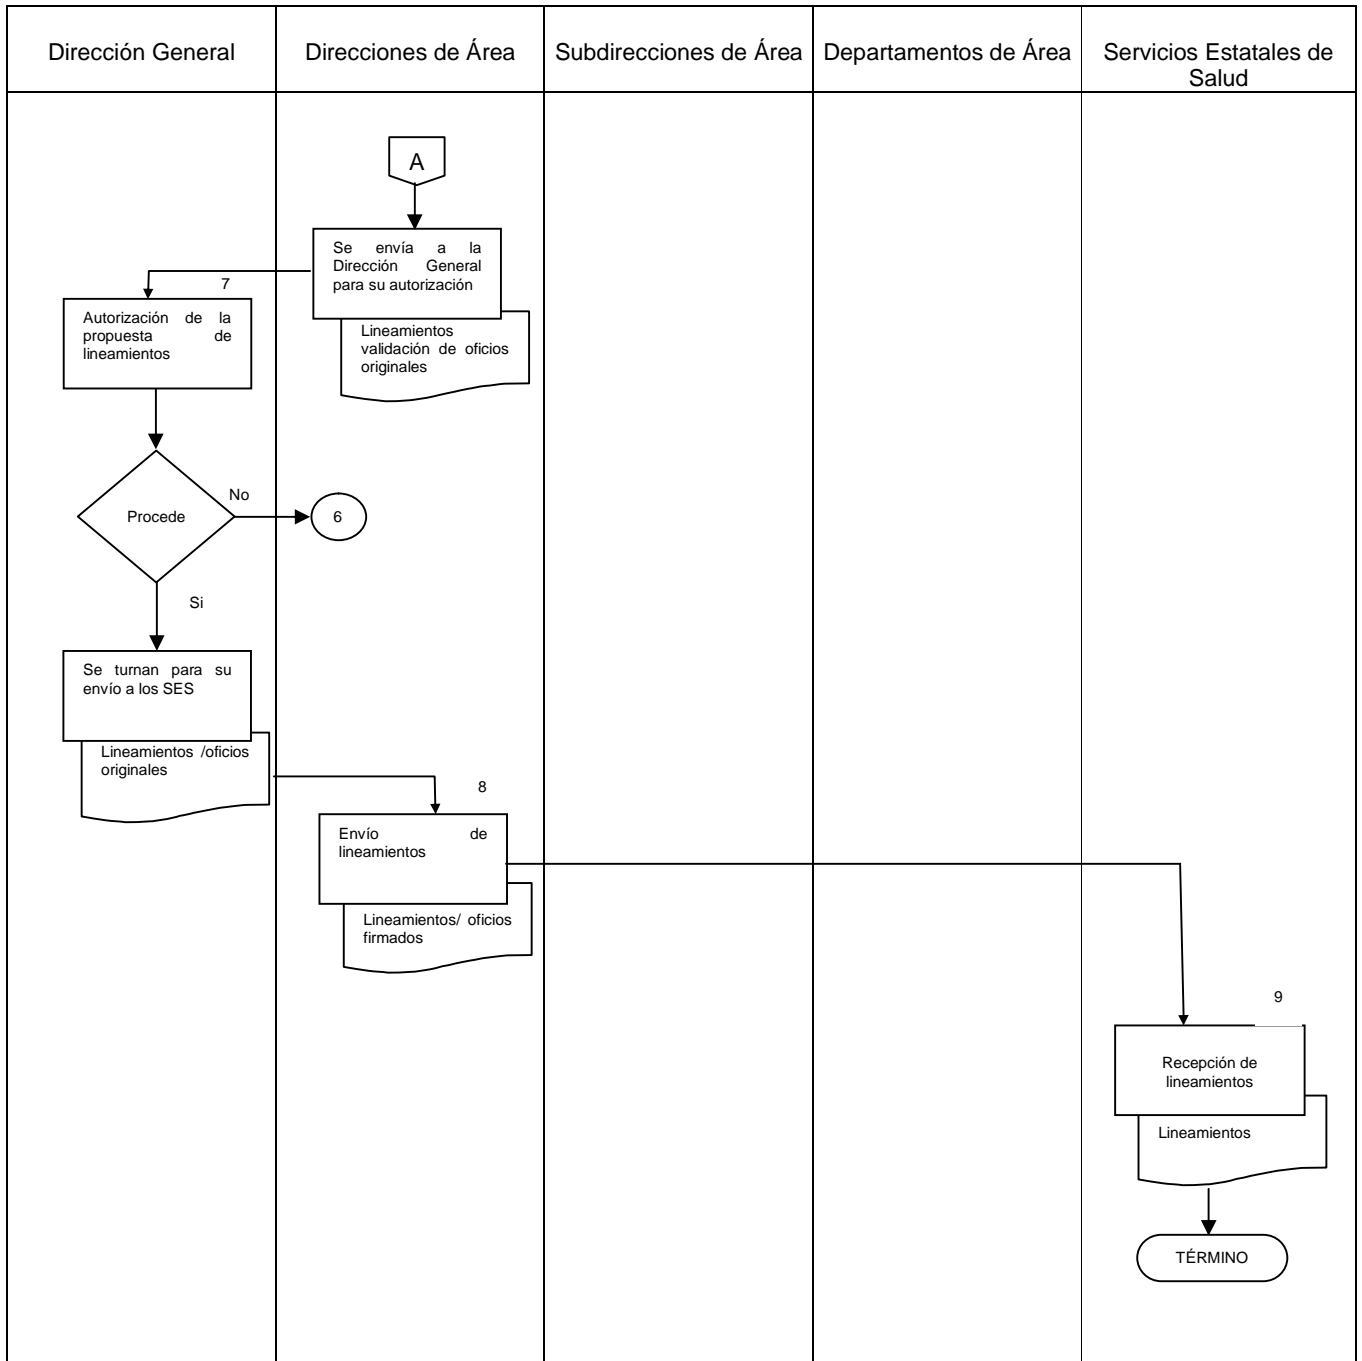 Dirección General
Direcciones de Área
Subdirecciones de Área
Departamentos de Área
Servicios Estatales de
Salud
A
Se envía a la
Dirección General
para su autorización
Lineamientos
validación de oficios
originales
7
Autorización de la
propuesta de
lineamientos
Procede
No
6
Si
Se turnan para su
envío a los SES
Lineamientos /oficios
originales
8
Envío de
lineamientos
Lineamientos/ oficios
firmados
9
Recepción de
lineamientos
Lineamientos
TÉRMINO